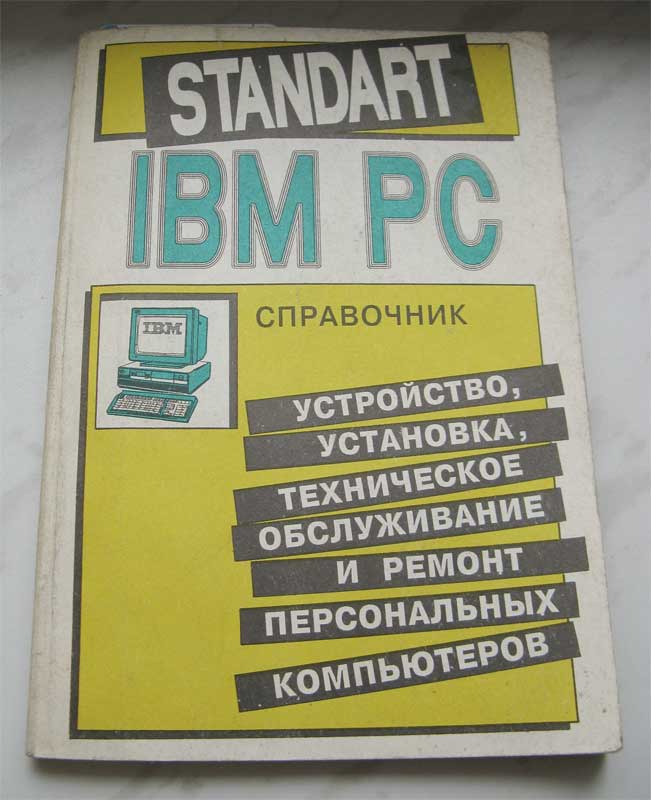 STANDART
IBM PC
IBM
СПРАВОЧНИК
УСТРОЙСТВО,
УСТАНОВКА,
ТЕХНИЧЕСКОЕ
ОБСЛУЖИВАНИЕ
И РЕМОНТ
ПЕРСОНАЛЬНЫХ
КОМПЬЮТЕРОВ